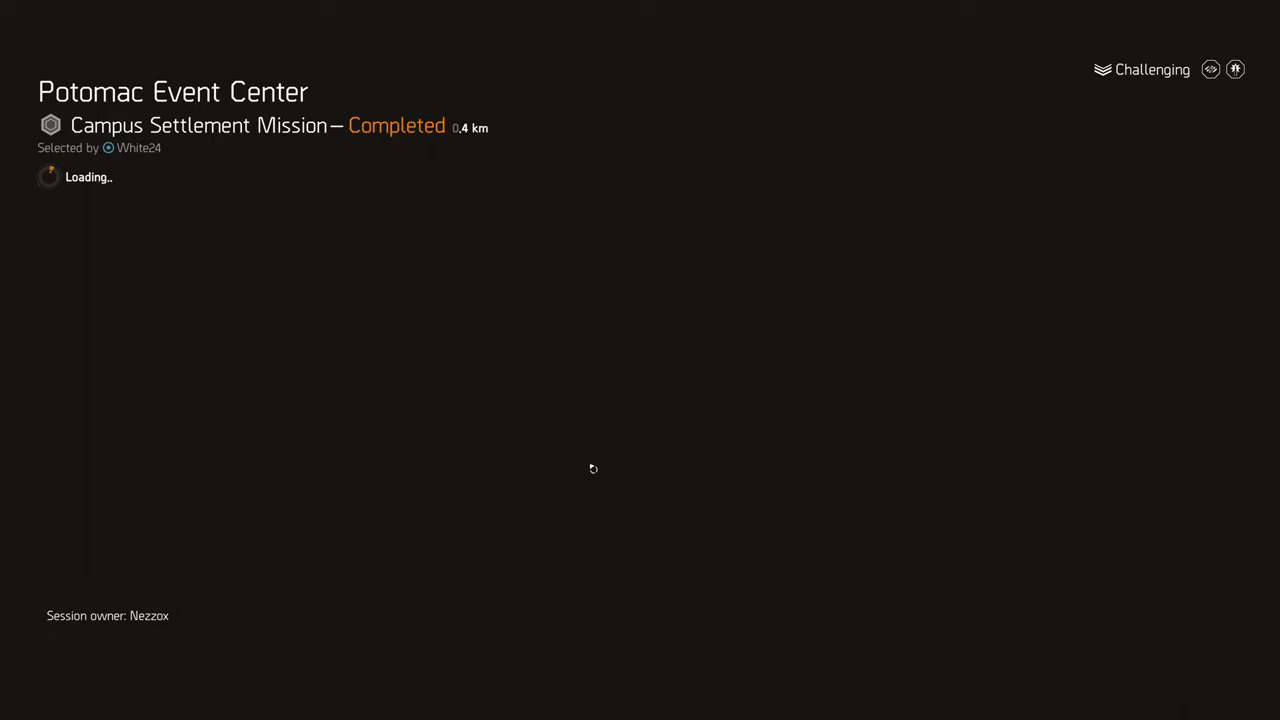 Challenging
Potomac Event Center
Campus Settlement Mission – Completed 0.4 km
Selected by White24
Loading..
Session owner: Nezzox